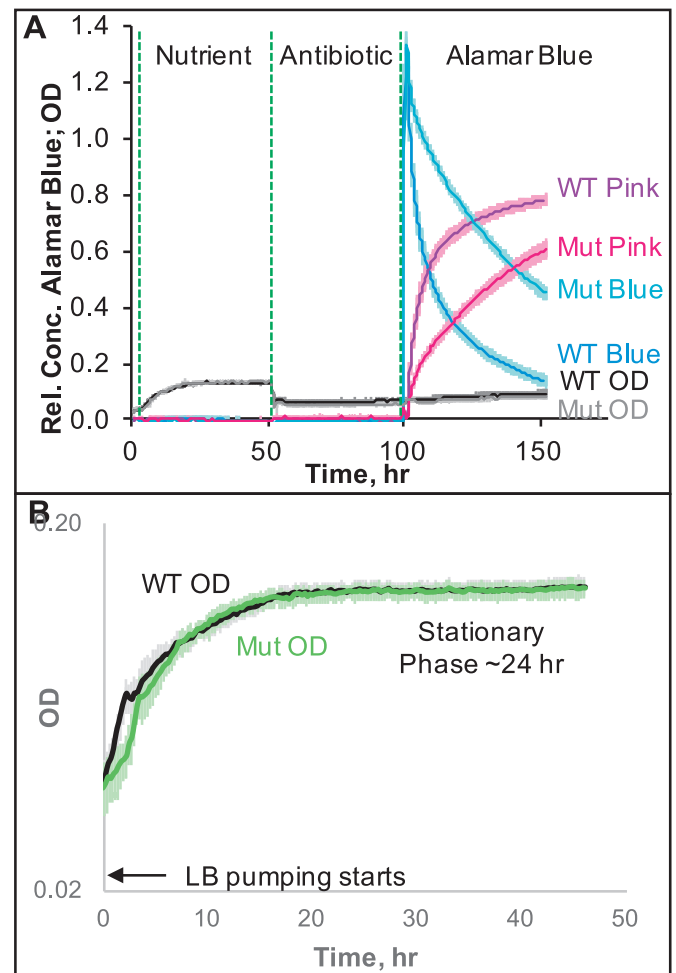 A
Rel. Conc. Alamar Blue; OD
1.4
1.2
1.0
0.8
0.6
0.4
0.2
0.0
Nutrient
Antibiotic
Alamar Blue
WT Pink
Mut Pink
Mut Blue
WT Blue
WT OD
Mut OD
0
50
100
150
Time, hr
B
0.20
OD
0.02
WT OD
Mut OD
Stationary
Phase ~24 hr
LB pumping starts
0
10
20
30
40
50
Time, hr